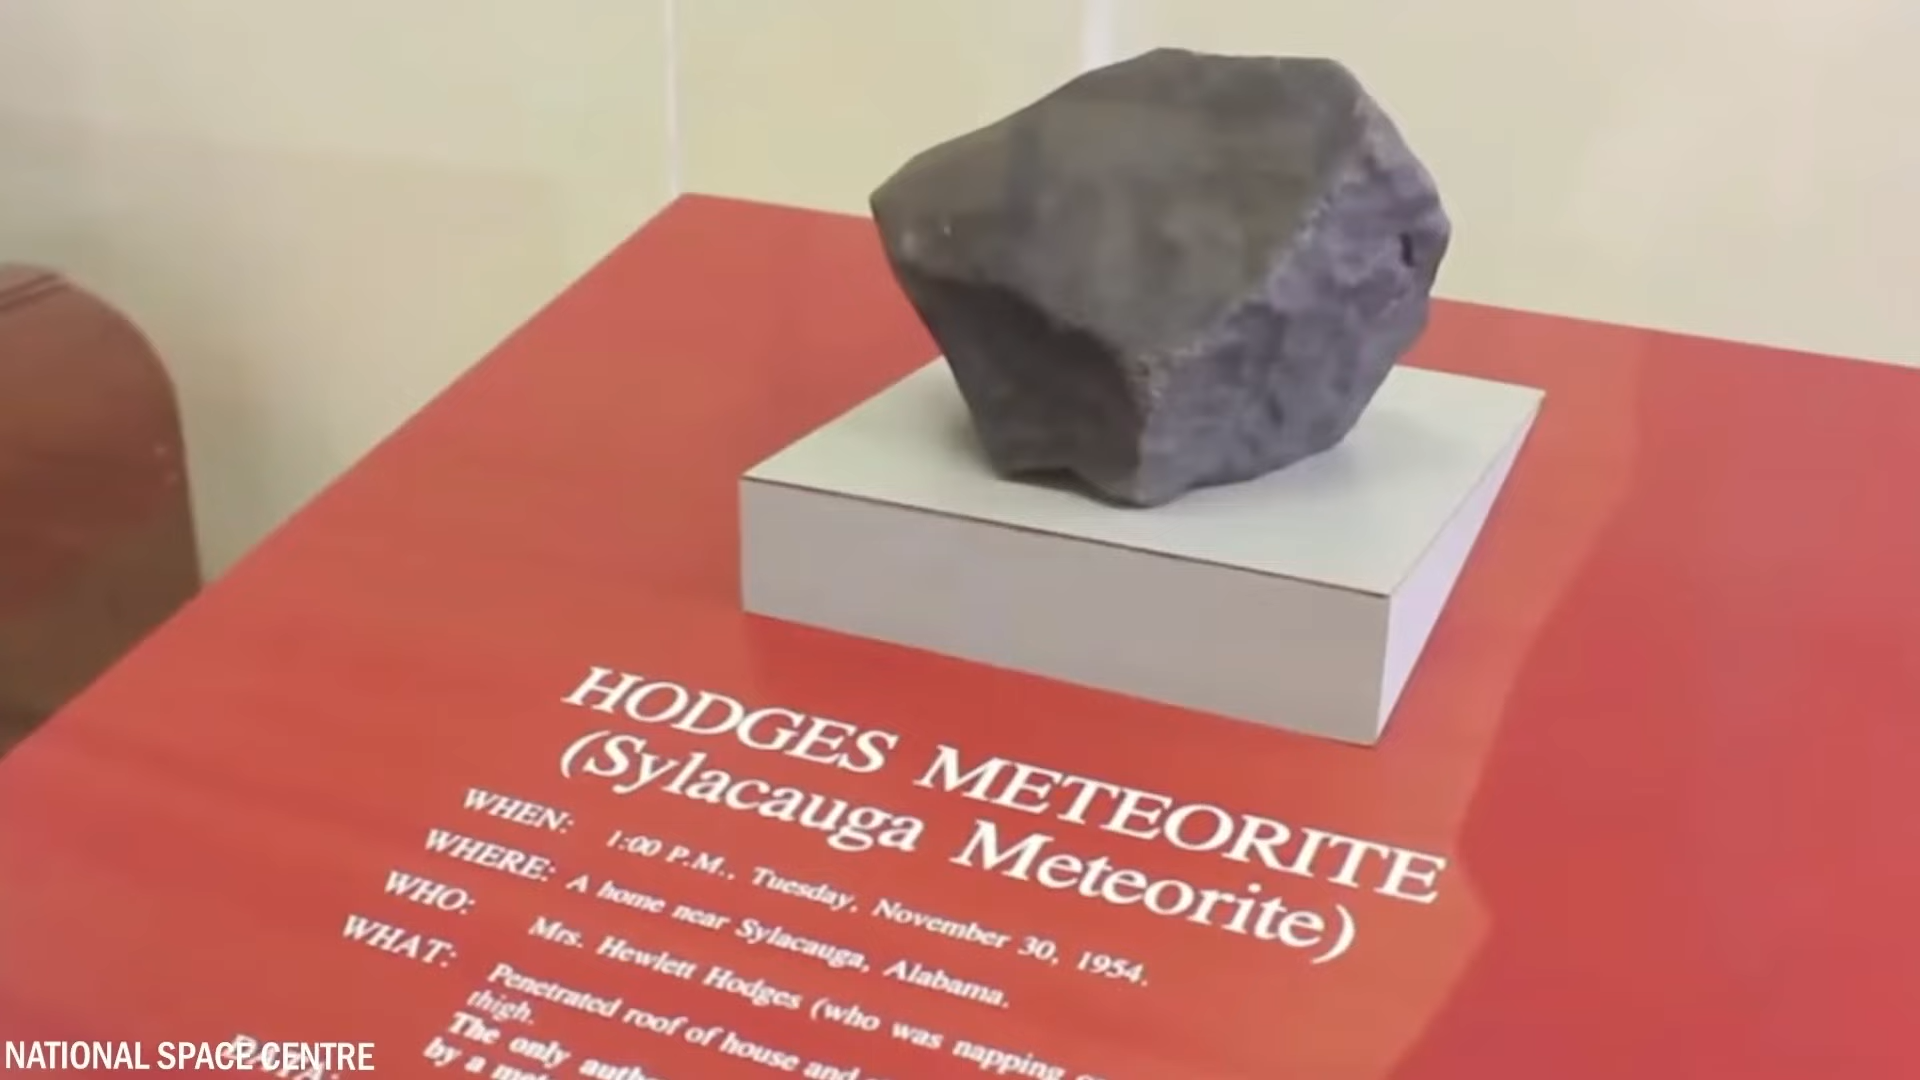 HODGES METEORITE
(Sylacauga Meteorite)
WHEN: 1:00 P.M., Tuesday, November 30, 1954.
WHERE: A home near Sylacauga, Alabama.
WHO: Mrs. Hewlett Hodges (who was napping
WHAT: Penetrated roof of house and
thigh.
The only
by a
NATIONAL SPACE CENTRE